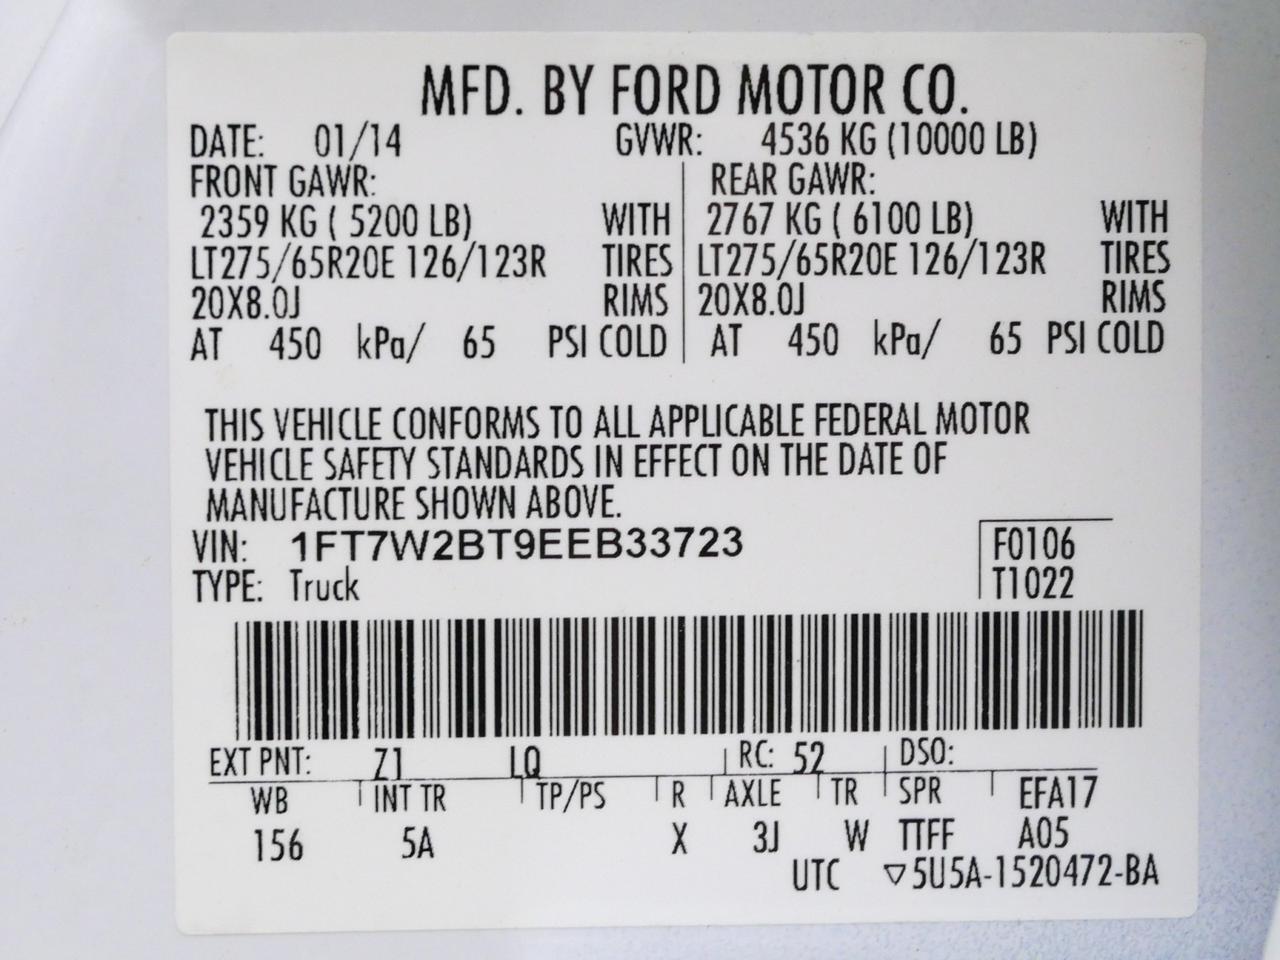 MFD. BY FORD MOTOR CO.
DATE: 01/14 GVWR: 4536 KG (10000 LB)
FRONT GAWR: REAR GAWR:
2359 KG ( 5200 LB) WITH 2767 KG ( 6100 LB) WITH
LT275/65R20E 126/123R TIRES LT275/65R20E 126/123R TIRES
20X8.0J RIMS 20X8.0J RIMS
AT 450 kPa/ 65 PSI COLD AT 450 kPa/ 65 PSI COLD
THIS VEHICLE CONFORMS TO ALL APPLICABLE FEDERAL MOTOR
VEHICLE SAFETY STANDARDS IN EFFECT ON THE DATE OF
MANUFACTURE SHOWN ABOVE.
VIN: 1FT7W2BT9EEB33723 F0106
TYPE: Truck T1022
EXT PNT: Z1 LQ RC: 52 DSO:
WB INT TR TP/PS R AXLE TR SPR EFA17
156 5A X 3J W TTFF A05
UTC ▽5U5A-1520472-BA